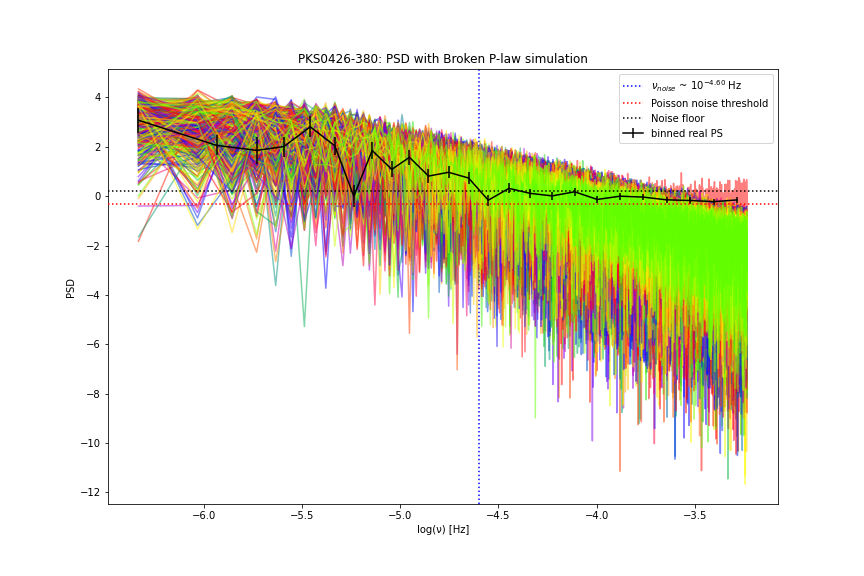 PKS0426-380: PSD with Broken P-law simulation
ν_noise ~ 10^−4.60 Hz
Poisson noise threshold
Noise floor
binned real PS
PSD
4
2
0
−2
−4
−6
−8
−10
−12
−6.0 −5.5 −5.0 −4.5 −4.0 −3.5
log(ν) [Hz]